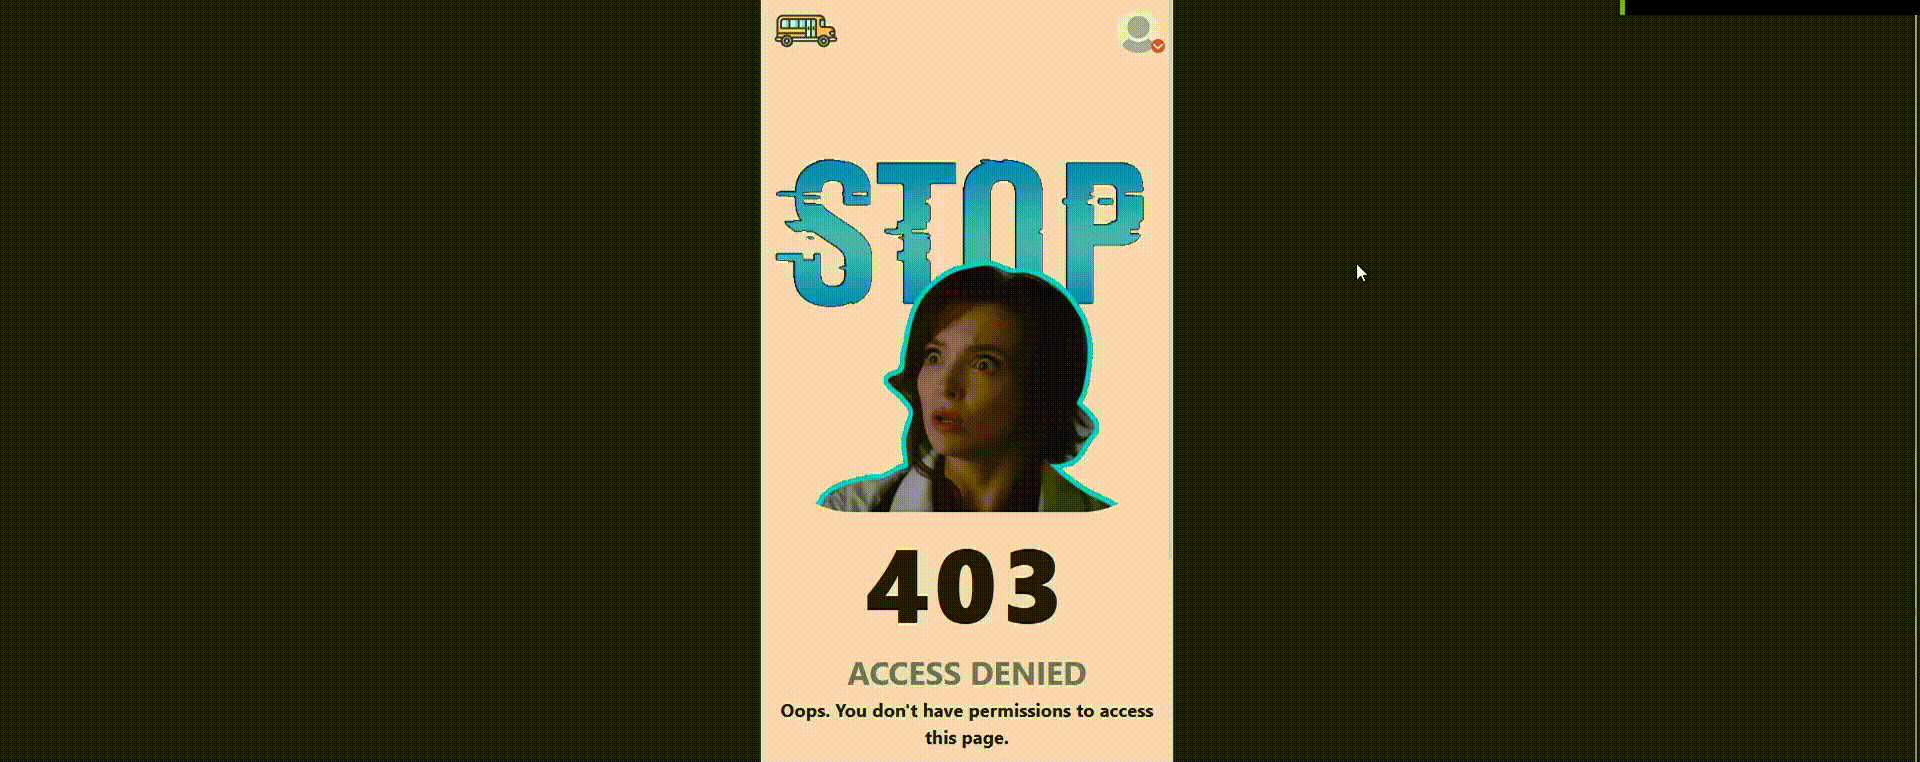 STOP
403
ACCESS DENIED
Oops. You don't have permissions to access
this page.